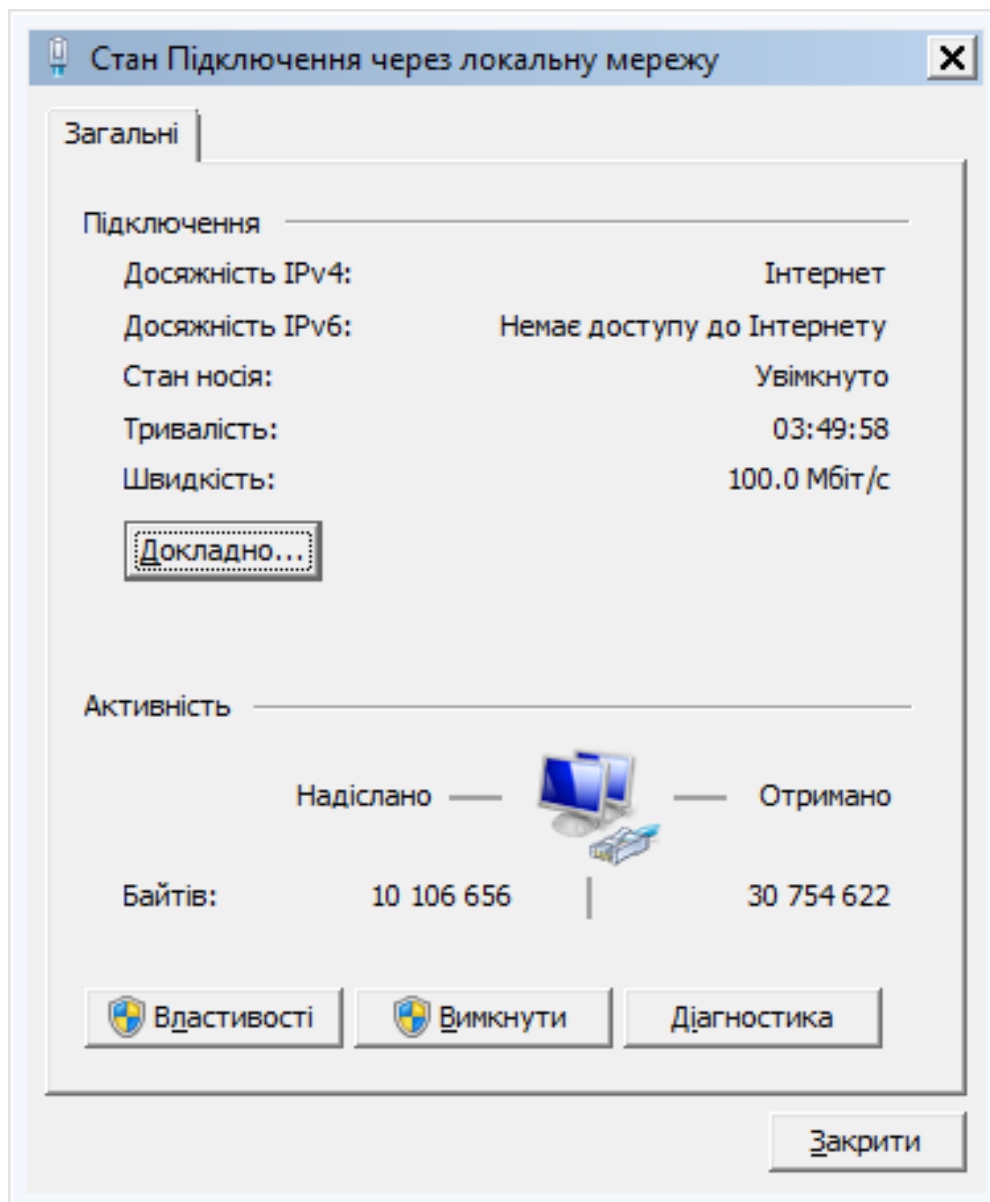 Стан Підключення через локальну мережу
Загальні
Підключення
Досяжність IPv4: Інтернет
Досяжність IPv6: Немає доступу до Інтернету
Стан носія: Увімкнуто
Тривалість: 03:49:58
Швидкість: 100.0 Мбіт/с
Докладно...
Активність
Надіслано Отримано
Байтів: 10 106 656 30 754 622
Властивості Вимкнути Діагностика
Закрити